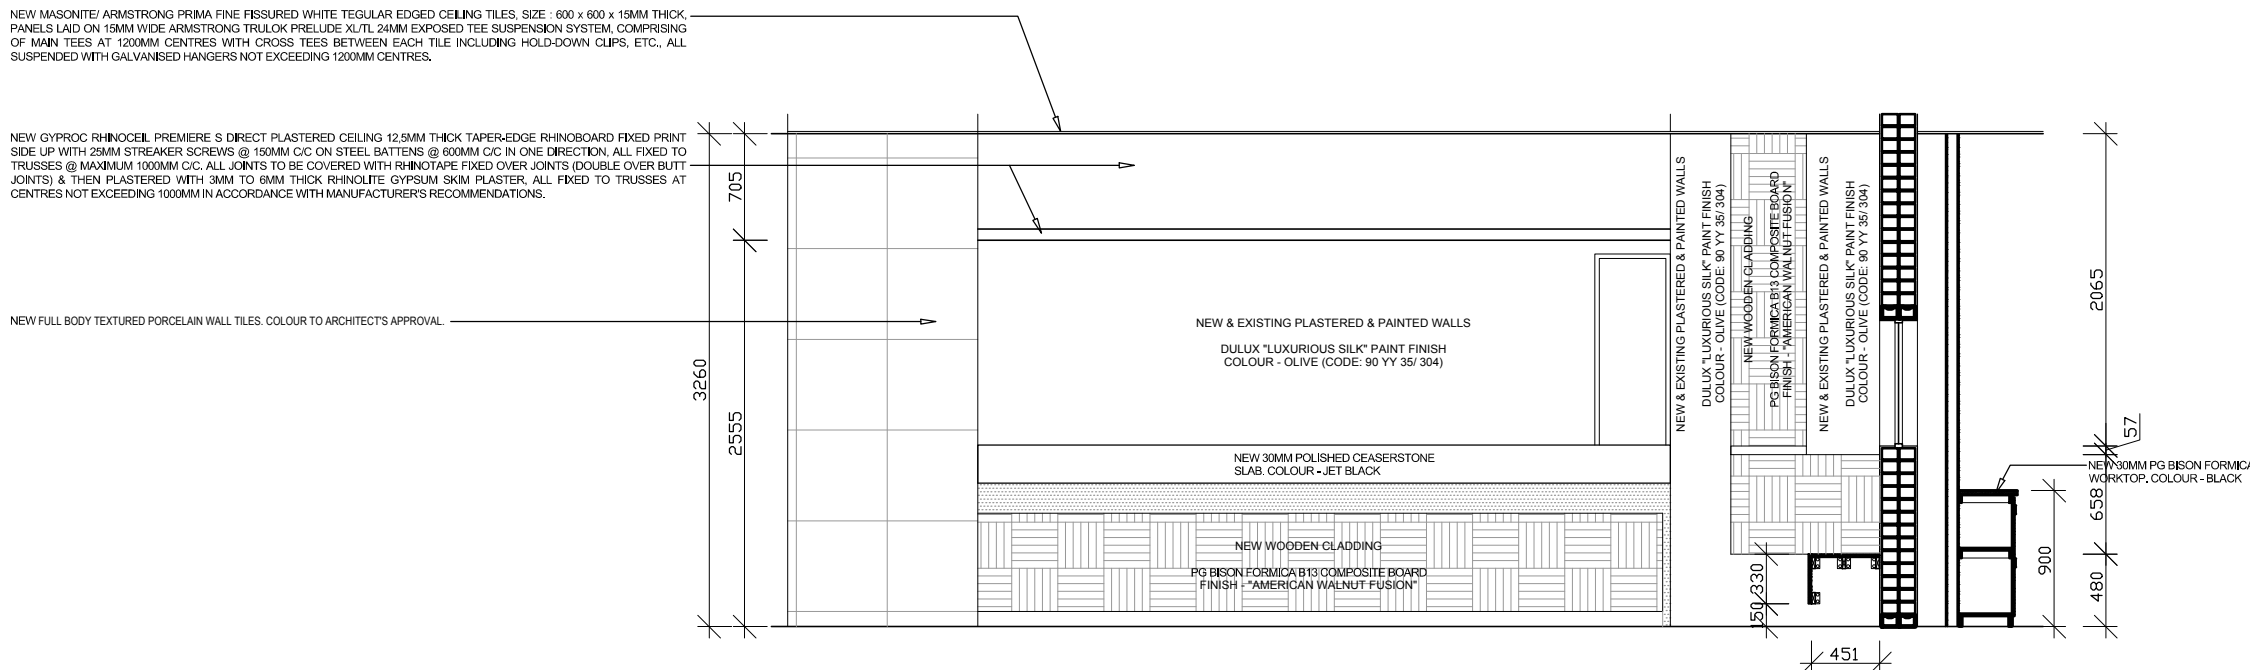 NEW MASONITE/ ARMSTRONG PRIMA FINE FISSURED WHITE TEGULAR EDGED CEILING TILES, SIZE : 600 x 600 x 15MM THICK,
PANELS LAID ON 15MM WIDE ARMSTRONG TRULOK PRELUDE XL/TL 24MM EXPOSED TEE SUSPENSION SYSTEM, COMPRISING
OF MAIN TEES AT 1200MM CENTRES WITH CROSS TEES BETWEEN EACH TILE INCLUDING HOLD-DOWN CLIPS, ETC., ALL
SUSPENDED WITH GALVANISED HANGERS NOT EXCEEDING 1200MM CENTRES.
NEW GYPROC RHINOCEIL PREMIERE S DIRECT PLASTERED CEILING 12,5MM THICK TAPER-EDGE RHINOBOARD FIXED PRINT
SIDE UP WITH 25MM STREAKER SCREWS @ 150MM C/C ON STEEL BATTENS @ 600MM C/C IN ONE DIRECTION, ALL FIXED TO
TRUSSES @ MAXIMUM 1000MM C/C. ALL JOINTS TO BE COVERED WITH RHINOTAPE FIXED OVER JOINTS (DOUBLE OVER BUTT
JOINTS) & THEN PLASTERED WITH 3MM TO 6MM THICK RHINOLITE GYPSUM SKIM PLASTER, ALL FIXED TO TRUSSES AT
CENTRES NOT EXCEEDING 1000MM IN ACCORDANCE WITH MANUFACTURER'S RECOMMENDATIONS.
NEW FULL BODY TEXTURED PORCELAIN WALL TILES. COLOUR TO ARCHITECT'S APPROVAL.
3260
705
2555
NEW & EXISTING PLASTERED & PAINTED WALLS
DULUX "LUXURIOUS SILK" PAINT FINISH
COLOUR - OLIVE (CODE: 90 YY 35/ 304)
NEW 30MM POLISHED CEASERSTONE
SLAB. COLOUR - JET BLACK
NEW WOODEN CLADDING
PG BISON FORMICA B13 COMPOSITE BOARD
FINISH - "AMERICAN WALNUT FUSION"
NEW & EXISTING PLASTERED & PAINTED WALLS
DULUX "LUXURIOUS SILK" PAINT FINISH
COLOUR - OLIVE (CODE: 90 YY 35/ 304)
NEW WOODEN CLADDING
PG BISON FORMICA B13 COMPOSITE BOARD
FINISH - "AMERICAN WALNUT FUSION"
NEW & EXISTING PLASTERED & PAINTED WALLS
DULUX "LUXURIOUS SILK" PAINT FINISH
COLOUR - OLIVE (CODE: 90 YY 35/ 304)
330
150
451
2065
57
NEW 30MM PG BISON FORMICA
WORKTOP. COLOUR - BLACK
658
900
480